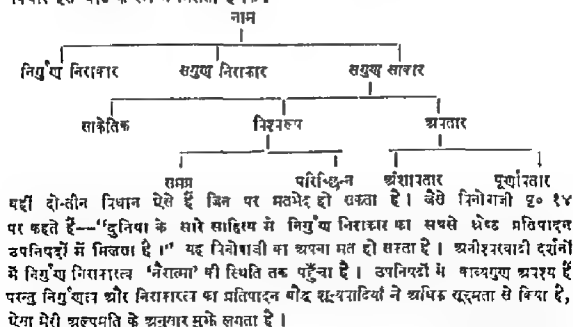 नाम
निर्गुण निराकार सगुण निराकार सगुण साकार
सांकेतिक विश्वरूप अवतार
समग्र परिच्छिन्न अंशावतार पूर्णावतार
यहाँ दो-तीन विधान ऐसे हैं जिन पर मतभेद हो सकता है। जैसे विनोबाजी पृ० १४
पर कहते हैं—"दुनिया के सारे साहित्य में निर्गुण निराकार का सबसे श्रेष्ठ प्रतिपादन
उपनिषदों में मिलता है।" यह विनोबाजी का अपना मत हो सकता है। अनीश्वरवादी दर्शनों
में निर्गुण निराकारत्व 'नैरात्मा' की स्थिति तक पहुँचा है। उपनिषदों में काव्यगुण अवश्य हैं
परन्तु निर्गुणत्व और निराकारत्व का प्रतिपादन बौद्ध शून्यवादियों ने अधिक सूक्ष्मता से किया है,
ऐसा मेरी अल्पमति के अनुसार मुझे लगता है।